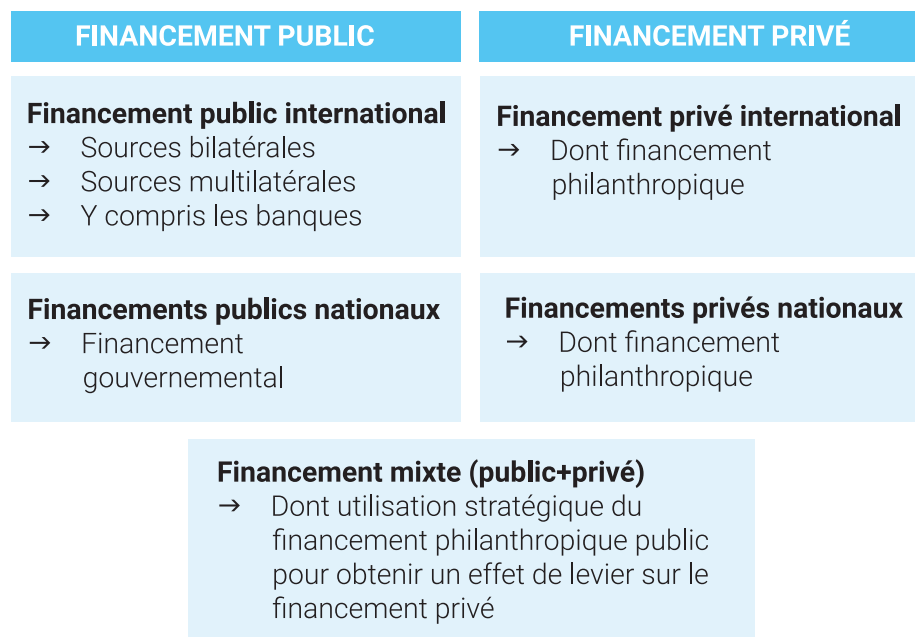 FINANCEMENT PUBLIC
FINANCEMENT PRIVÉ
Financement public international
→ Sources bilatérales
→ Sources multilatérales
→ Y compris les banques
Financement privé international
→ Dont financement
philanthropique
Financements publics nationaux
→ Financement
gouvernemental
Financements privés nationaux
→ Dont financement
philanthropique
Financement mixte (public+privé)
→ Dont utilisation stratégique du
financement philanthropique public
pour obtenir un effet de levier sur le
financement privé